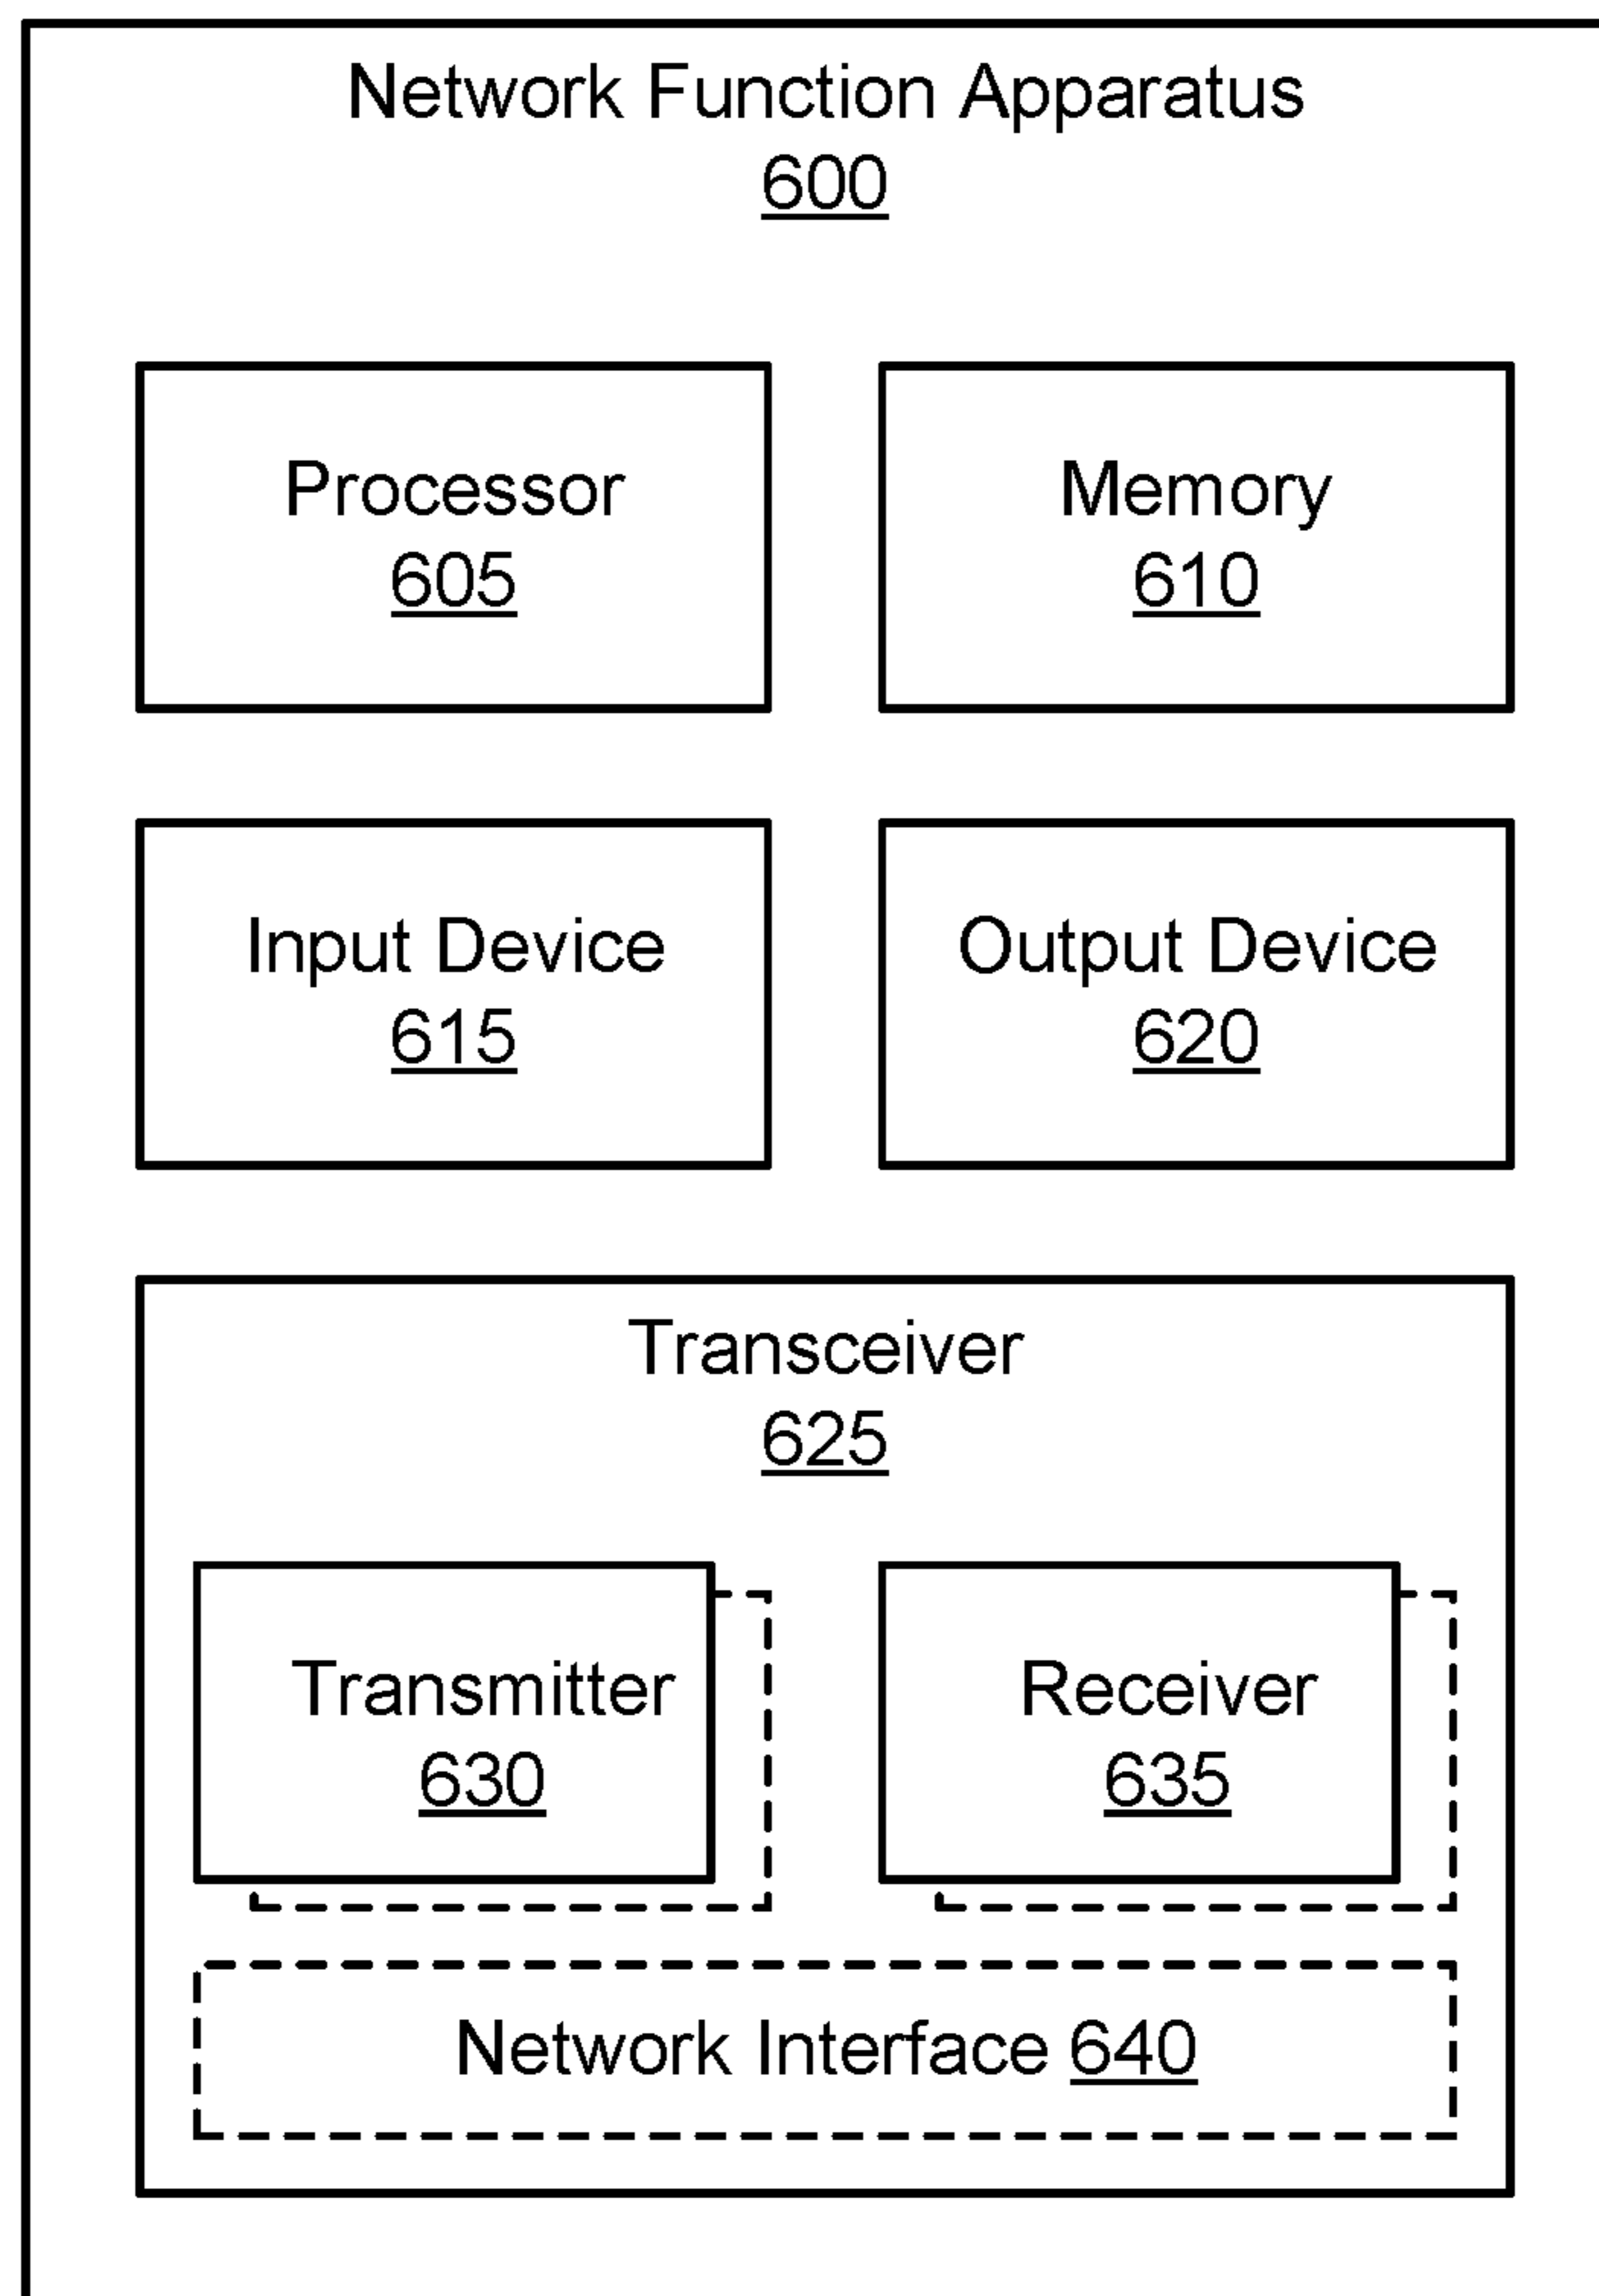 Network Function Apparatus
600
Processor
605
Memory
610
Input Device
615
Output Device
620
Transceiver
625
Transmitter
630
Receiver
635
Network Interface 640